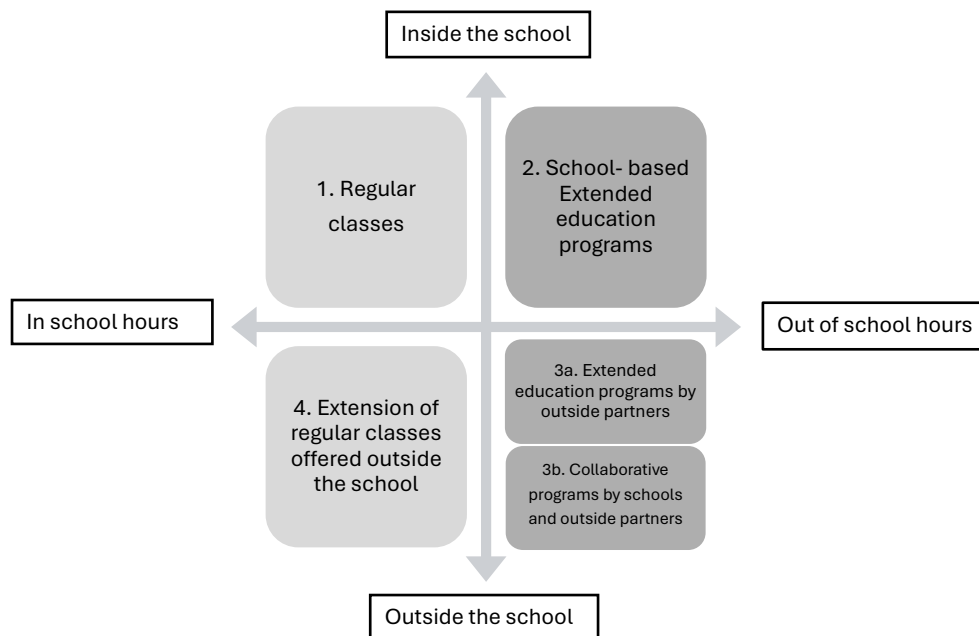 Inside the school
1. Regular
classes
2. School- based
Extended
education
programs
In school hours
Out of school hours
4. Extension of
regular classes
offered outside
the school
3a. Extended
education programs by
outside partners
3b. Collaborative
programs by schools
and outside partners
Outside the school